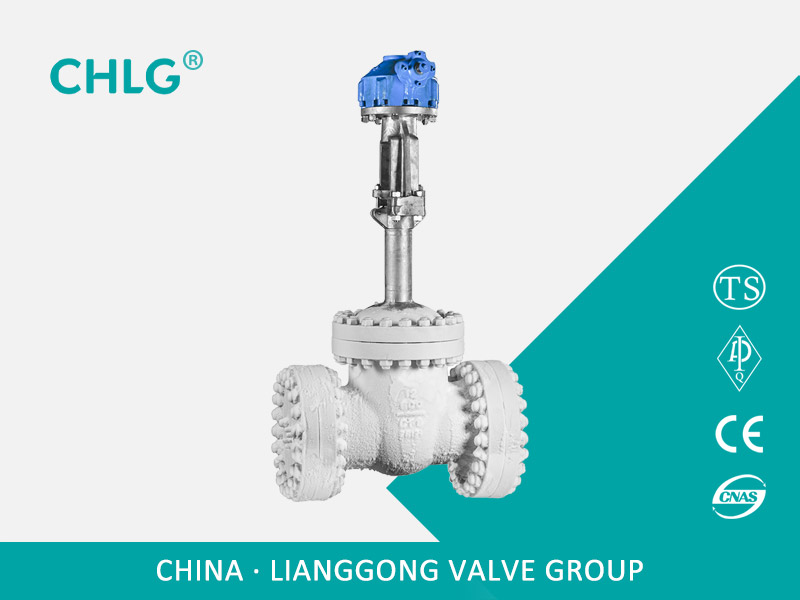 CHLG®
TS
Q
CE
CNAS
CHINA · LIANGGONG VALVE GROUP